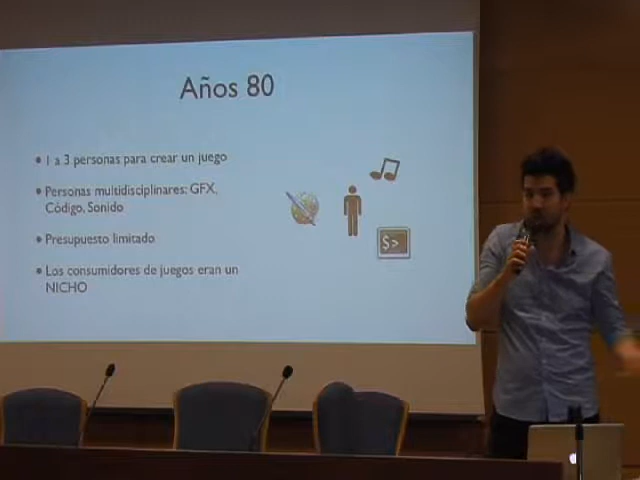 Años 80
• 1 a 3 personas para crear un juego
• Personas multidisciplinares: GFX,
Código, Sonido
• Presupuesto limitado
• Los consumidores de juegos eran un
NICHO
$>